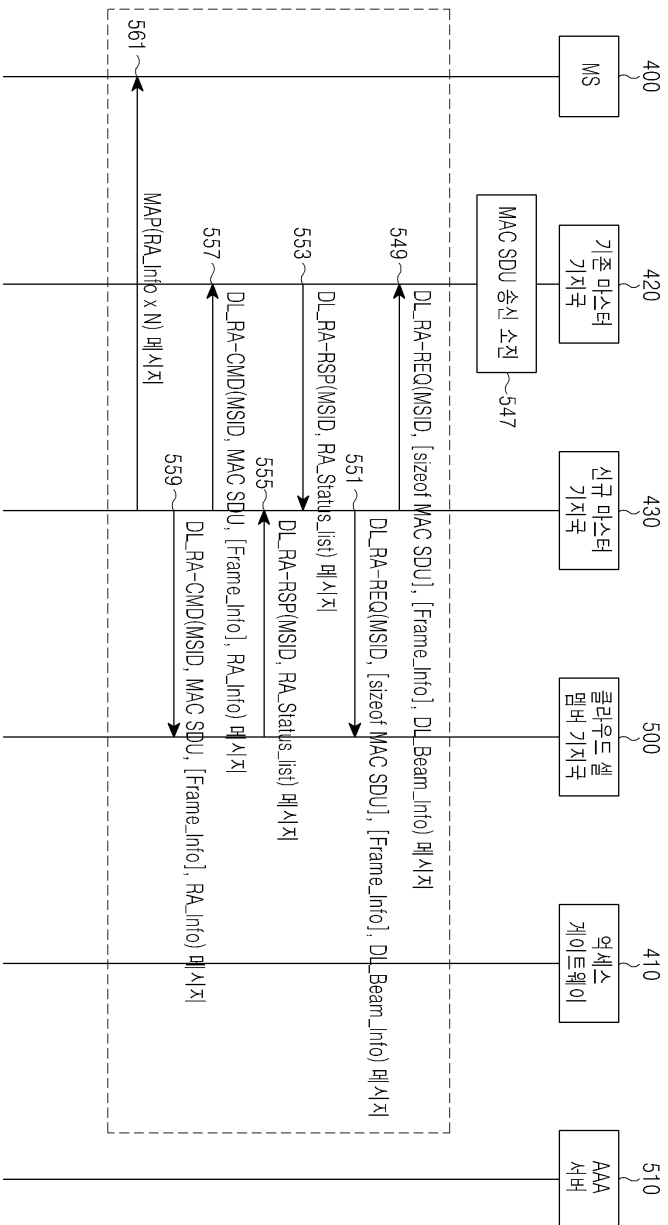 400
MS
420
기존 마스터
기지국
430
신규 마스터
기지국
500
클라우드 셀
멤버 기지국
410
억세스
게이트웨이
510
AAA
서버
MAC SDU 송신 소진
547
549
DL_RA-REQ(MSID, [sizeof MAC SDU], [Frame_Info], DL_Beam_Info) 메시지
551
DL_RA-REQ(MSID, [sizeof MAC SDU], [Frame_Info], DL_Beam_Info) 메시지
553
DL_RA-RSP(MSID, RA_Status_list) 메시지
555
DL_RA-RSP(MSID, RA_Status_list) 메시지
557
DL_RA-CMD(MSID, MAC SDU, [Frame_Info], RA_Info) 메시지
559
DL_RA-CMD(MSID, MAC SDU, [Frame_Info], RA_Info) 메시지
561
MAP(RA_Info x N) 메시지